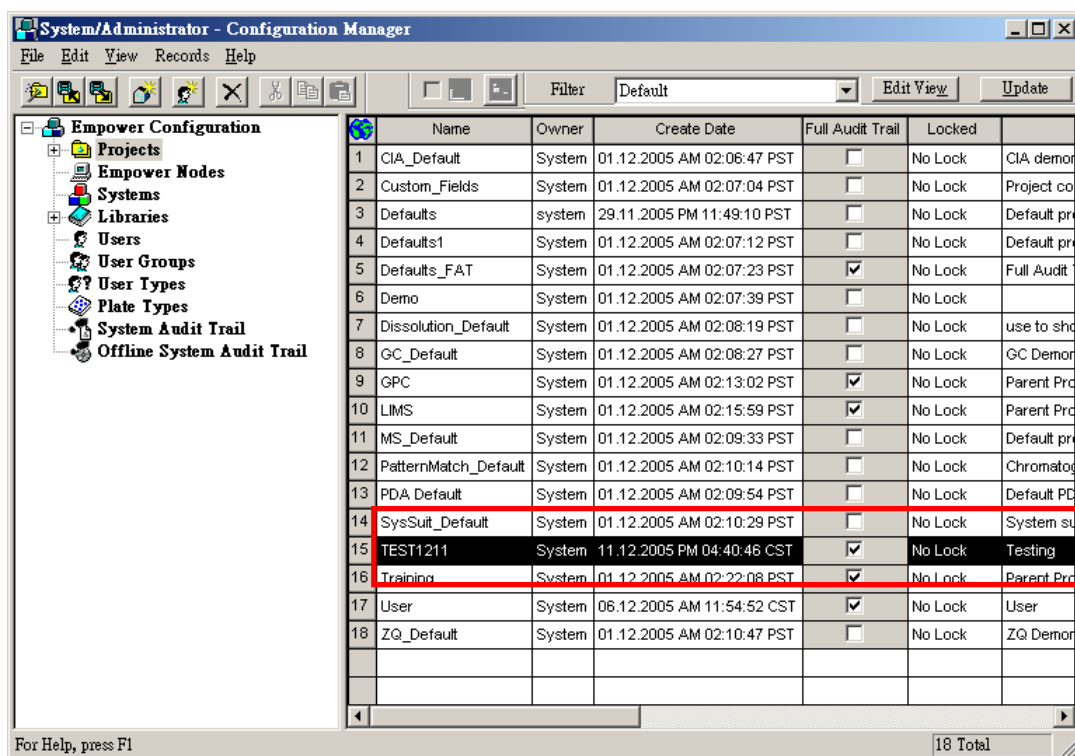 System/Administrator - Configuration Manager
File Edit View Records Help
Filter Default Edit View Update
Empower Configuration
Projects
Empower Nodes
Systems
Libraries
Users
User Groups
User Types
Plate Types
System Audit Trail
Offline System Audit Trail
Name Owner Create Date Full Audit Trail Locked
1 CIA_Default System 01.12.2005 AM 02:06:47 PST No Lock CIA demor
2 Custom_Fields System 01.12.2005 AM 02:07:04 PST No Lock Project co
3 Defaults system 29.11.2005 PM 11:49:10 PST No Lock Default pr
4 Defaults1 System 01.12.2005 AM 02:07:12 PST No Lock Default pr
5 Defaults_FAT System 01.12.2005 AM 02:07:23 PST No Lock Full Audit
6 Demo System 01.12.2005 AM 02:07:39 PST No Lock
7 Dissolution_Default System 01.12.2005 AM 02:08:19 PST No Lock use to sho
8 GC_Default System 01.12.2005 AM 02:08:27 PST No Lock GC Demor
9 GPC System 01.12.2005 AM 02:13:02 PST No Lock Parent Pro
10 LIMS System 01.12.2005 AM 02:15:59 PST No Lock Parent Pro
11 MS_Default System 01.12.2005 AM 02:09:33 PST No Lock Default pr
12 PatternMatch_Default System 01.12.2005 AM 02:10:14 PST No Lock Chromatog
13 PDA Default System 01.12.2005 AM 02:09:54 PST No Lock Default PD
14 SysSuit_Default System 01.12.2005 AM 02:10:29 PST No Lock System su
15 TEST1211 System 11.12.2005 PM 04:40:46 CST No Lock Testing
16 Training System 01.12.2005 AM 02:22:08 PST No Lock Parent Pro
17 User System 06.12.2005 AM 11:54:52 CST No Lock User
18 ZQ_Default System 01.12.2005 AM 02:10:47 PST No Lock ZQ Demor
For Help, press F1 18 Total